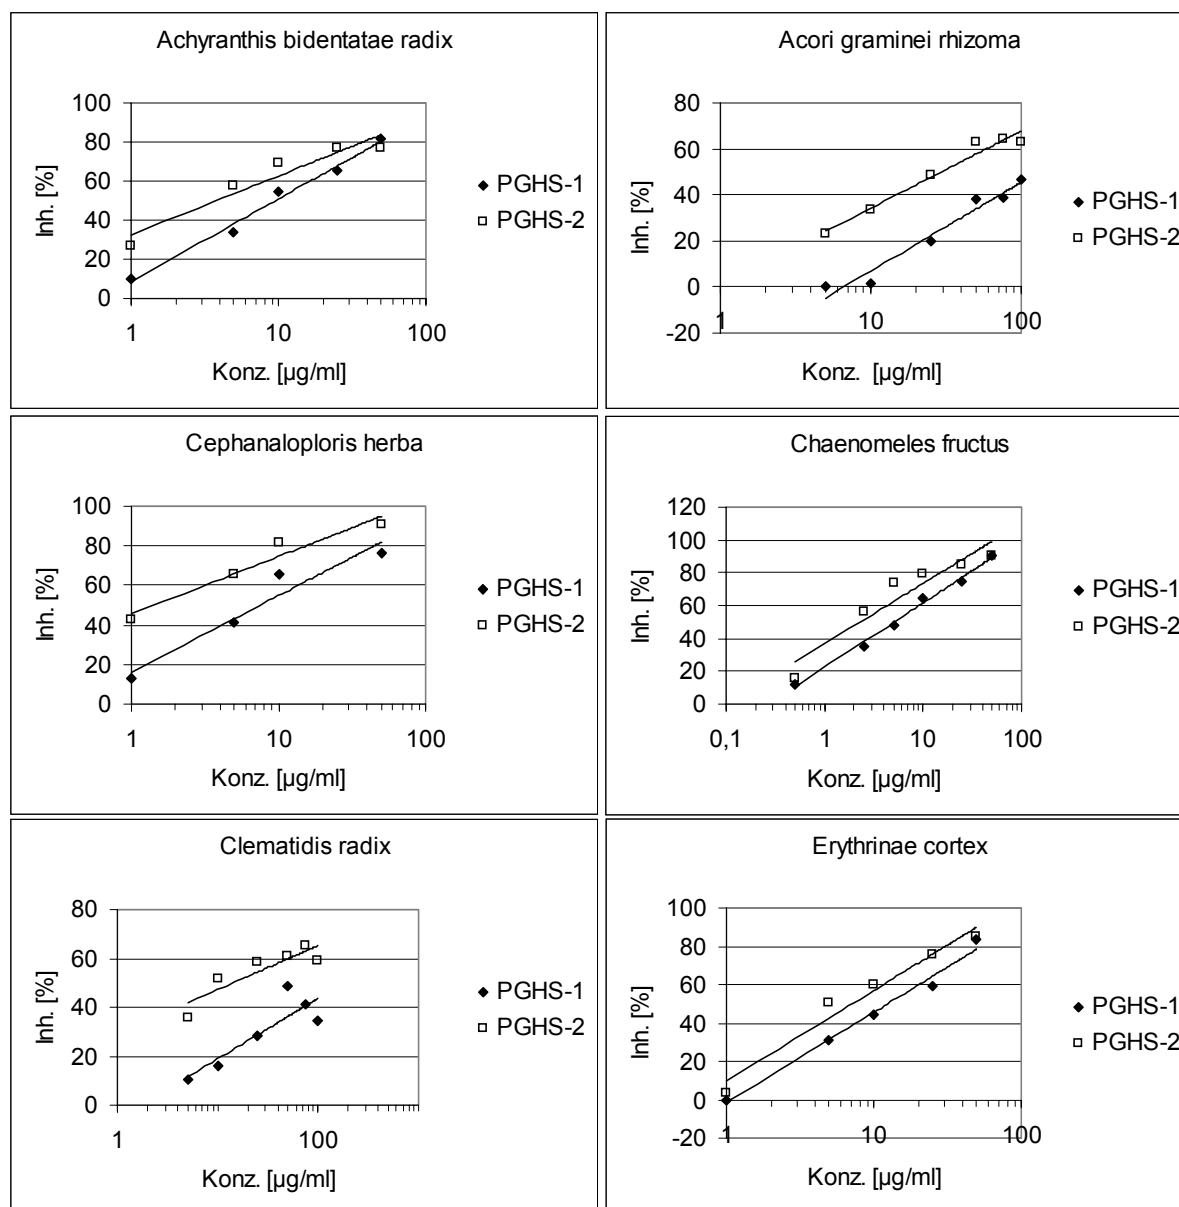 Achyranthis bidentatae radix
100
80
60
40
20
0
Inh. [%]
1
10
100
Konz. [µg/ml]
PGHS-1
PGHS-2
Acori graminei rhizoma
80
60
40
20
0
-20
Inh. [%]
1
10
100
Konz. [µg/ml]
PGHS-1
PGHS-2
Cephanaloploris herba
100
80
60
40
20
0
Inh. [%]
1
10
100
Konz. [µg/ml]
PGHS-1
PGHS-2
Chaenomeles fructus
120
100
80
60
40
20
0
Inh. [%]
0,1
1
10
100
Konz. [µg/ml]
PGHS-1
PGHS-2
Clematidis radix
80
60
40
20
0
Inh. [%]
1
100
Konz. [µg/ml]
PGHS-1
PGHS-2
Erythrinae cortex
100
80
60
40
20
0
-20
Inh. [%]
1
10
100
Konz. [µg/ml]
PGHS-1
PGHS-2